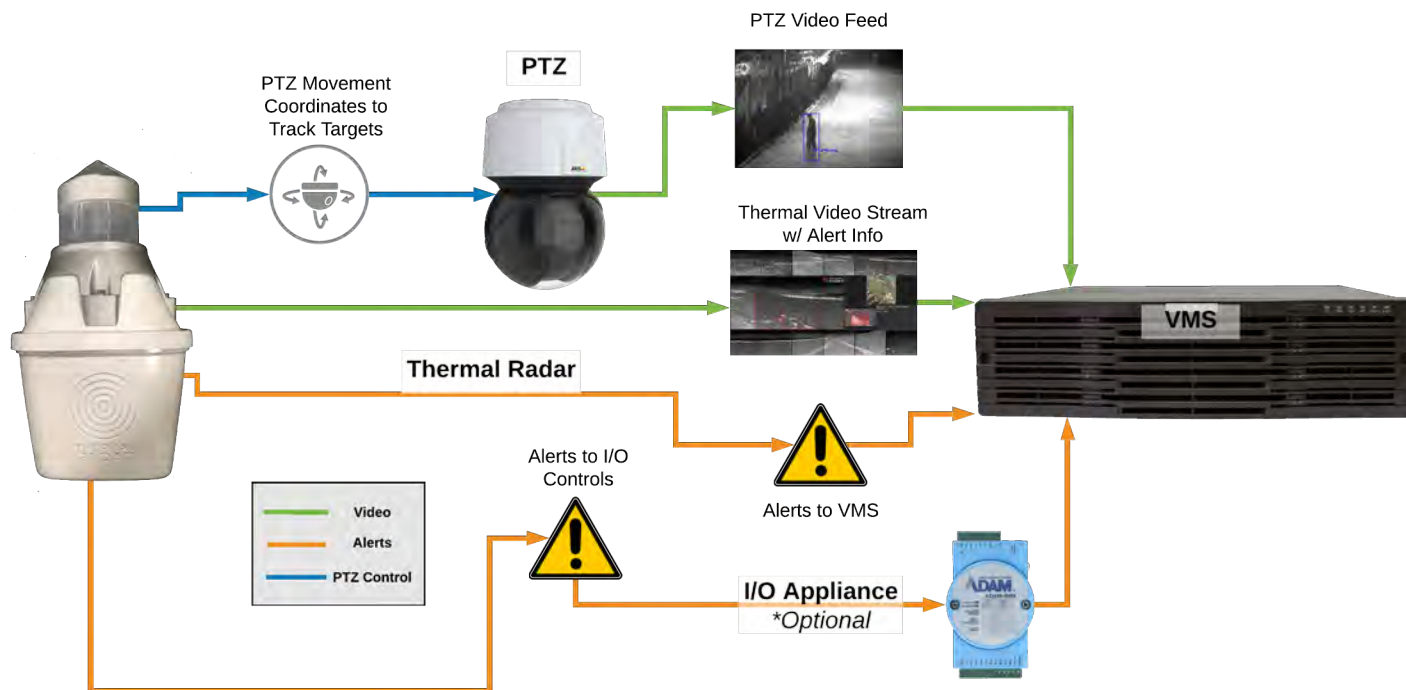 PTZ Video Feed
PTZ
PTZ Movement
Coordinates to
Track Targets
Thermal Video Stream
w/ Alert Info
VMS
Thermal Radar
Alerts to I/O
Controls
Alerts to VMS
Video
Alerts
PTZ Control
I/O Appliance
*Optional
ADAM